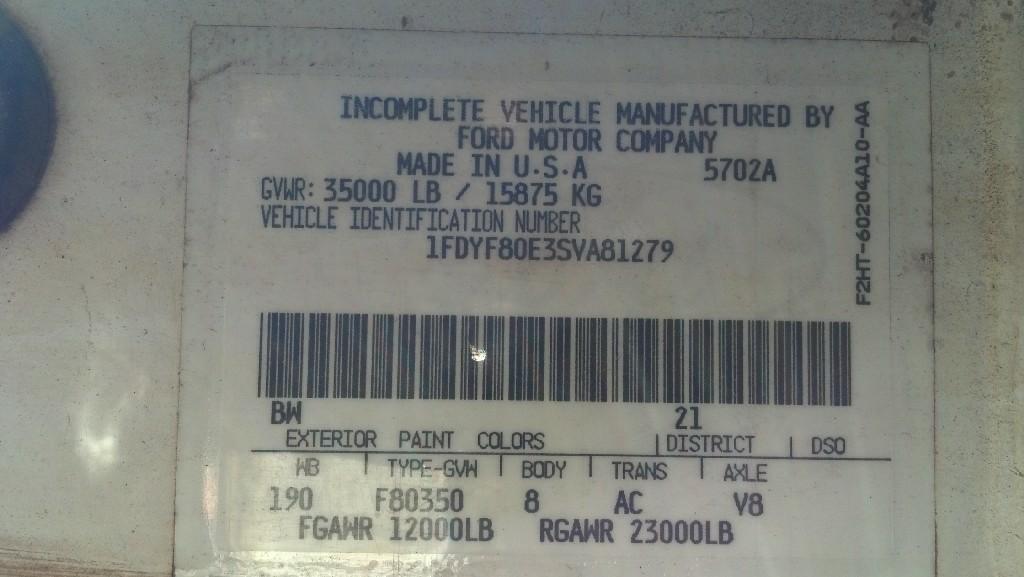 INCOMPLETE VEHICLE MANUFACTURED BY
FORD MOTOR COMPANY
MADE IN U.S.A 5702A
GVWR: 35000 LB / 15875 KG
VEHICLE IDENTIFICATION NUMBER
1FDYF80E3SVA81279
F2HT-60204A10-AA
BW 21
EXTERIOR PAINT COLORS DISTRICT DSO
WB TYPE-GVW BODY TRANS AXLE
190 F80350 8 AC V8
FGAWR 12000LB RGAWR 23000LB